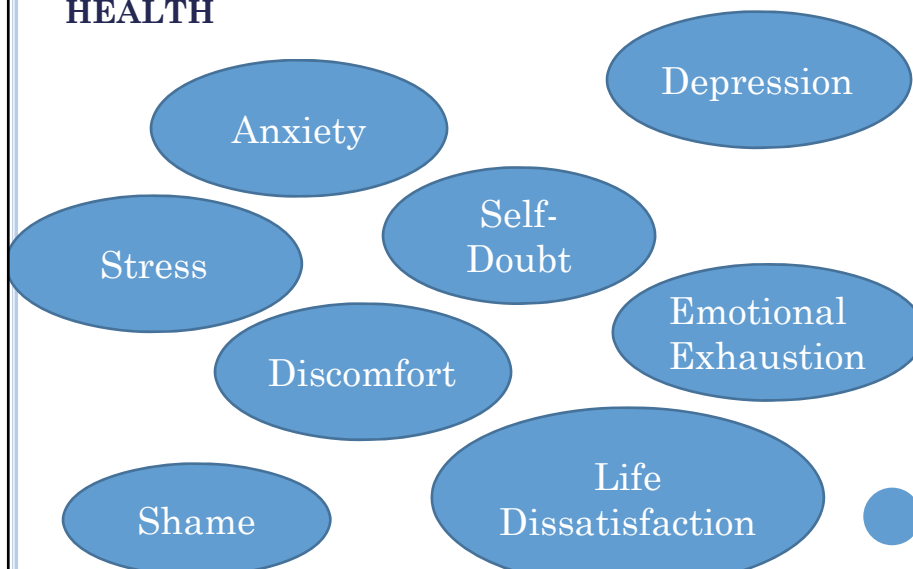 HEALTH
Depression
Anxiety
Self-
Doubt
Stress
Emotional
Exhaustion
Discomfort
Life
Dissatisfaction
Shame